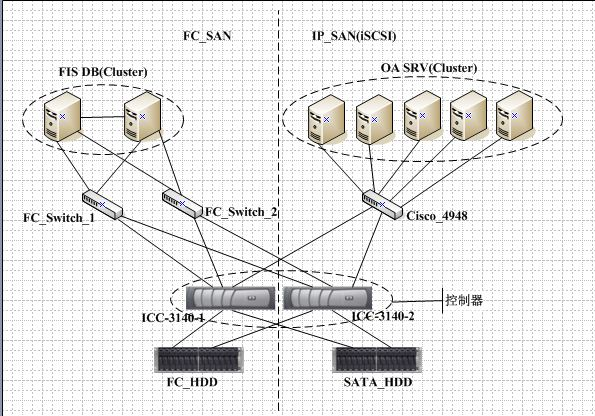 FC_SAN
IP_SAN(iSCSI)
FIS DB(Cluster)
OA SRV(Cluster)
FC_Switch_1
FC_Switch_2
Cisco_4948
ICC-3140-1
ICC-3140-2
控制器
FC_HDD
SATA_HDD